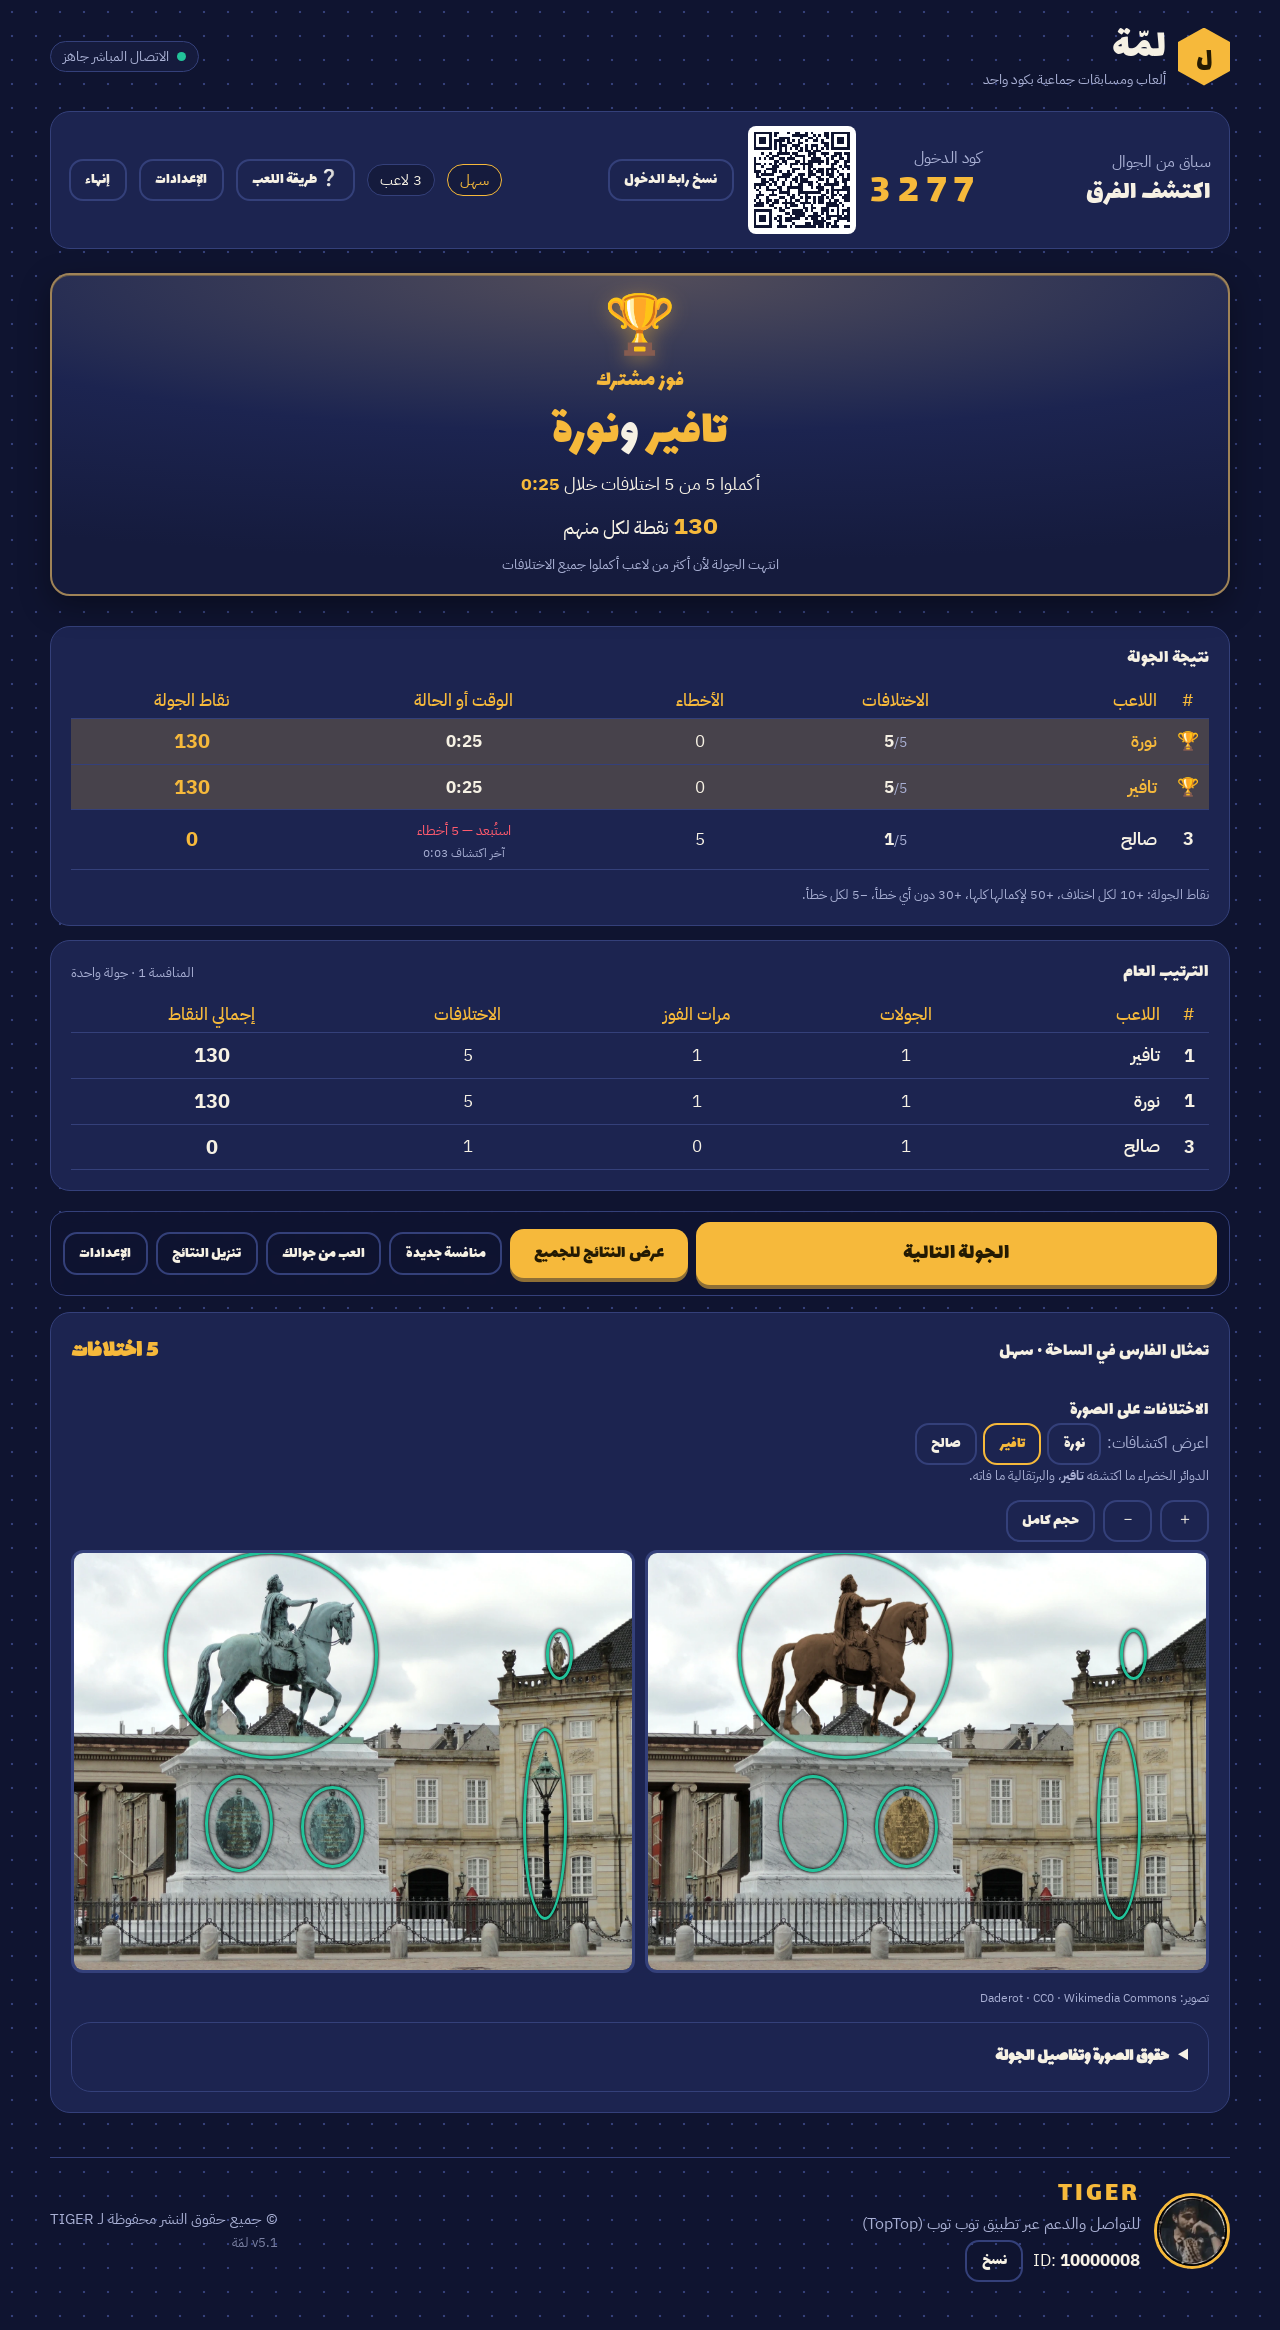 ل
لمّة
ألعاب ومسابقات جماعية بكود واحد
الاتصال المباشر جاهز
سباق من الجوال
اكتشف الفرق
كود الدخول
3277
نسخ رابط الدخول
سهل
3 لاعب
❔ طريقة اللعب
الإعدادات
إنهاء
🏆
فوز مشترك
تافير ونورة
أكملوا 5 من 5 اختلافات خلال 0:25
130 نقطة لكل منهم
انتهت الجولة لأن أكثر من لاعب أكملوا جميع الاختلافات
نتيجة الجولة
# اللاعب الاختلافات الأخطاء الوقت أو الحالة نقاط الجولة
🏆 نورة 5/5 0 0:25 130
🏆 تافير 5/5 0 0:25 130
3 صالح 1/5 5 استُبعد — 5 أخطاء 0
آخر اكتشاف 0:03
نقاط الجولة: +10 لكل اختلاف، +50 لإكمالها كلها، +30 دون أي خطأ، −5 لكل خطأ.
الترتيب العام
المنافسة 1 · جولة واحدة
# اللاعب الجولات مرات الفوز الاختلافات إجمالي النقاط
1 تافير 1 1 5 130
1 نورة 1 1 5 130
3 صالح 1 0 1 0
الجولة التالية
عرض النتائج للجميع
منافسة جديدة
العب من جوالك
تنزيل النتائج
الإعدادات
تمثال الفارس في الساحة · سهل
5 اختلافات
الاختلافات على الصورة
اعرض اكتشافات: نورة تافير صالح
الدوائر الخضراء ما اكتشفه تافير، والبرتقالية ما فاته.
+ − حجم كامل
تصوير: Daderot · CC0 · Wikimedia Commons
◀ حقوق الصورة وتفاصيل الجولة
TIGER
للتواصل والدعم عبر تطبيق توب توب (TopTop)
ID: 10000008 نسخ
© جميع حقوق النشر محفوظة لـ TIGER
لمّة v5.1